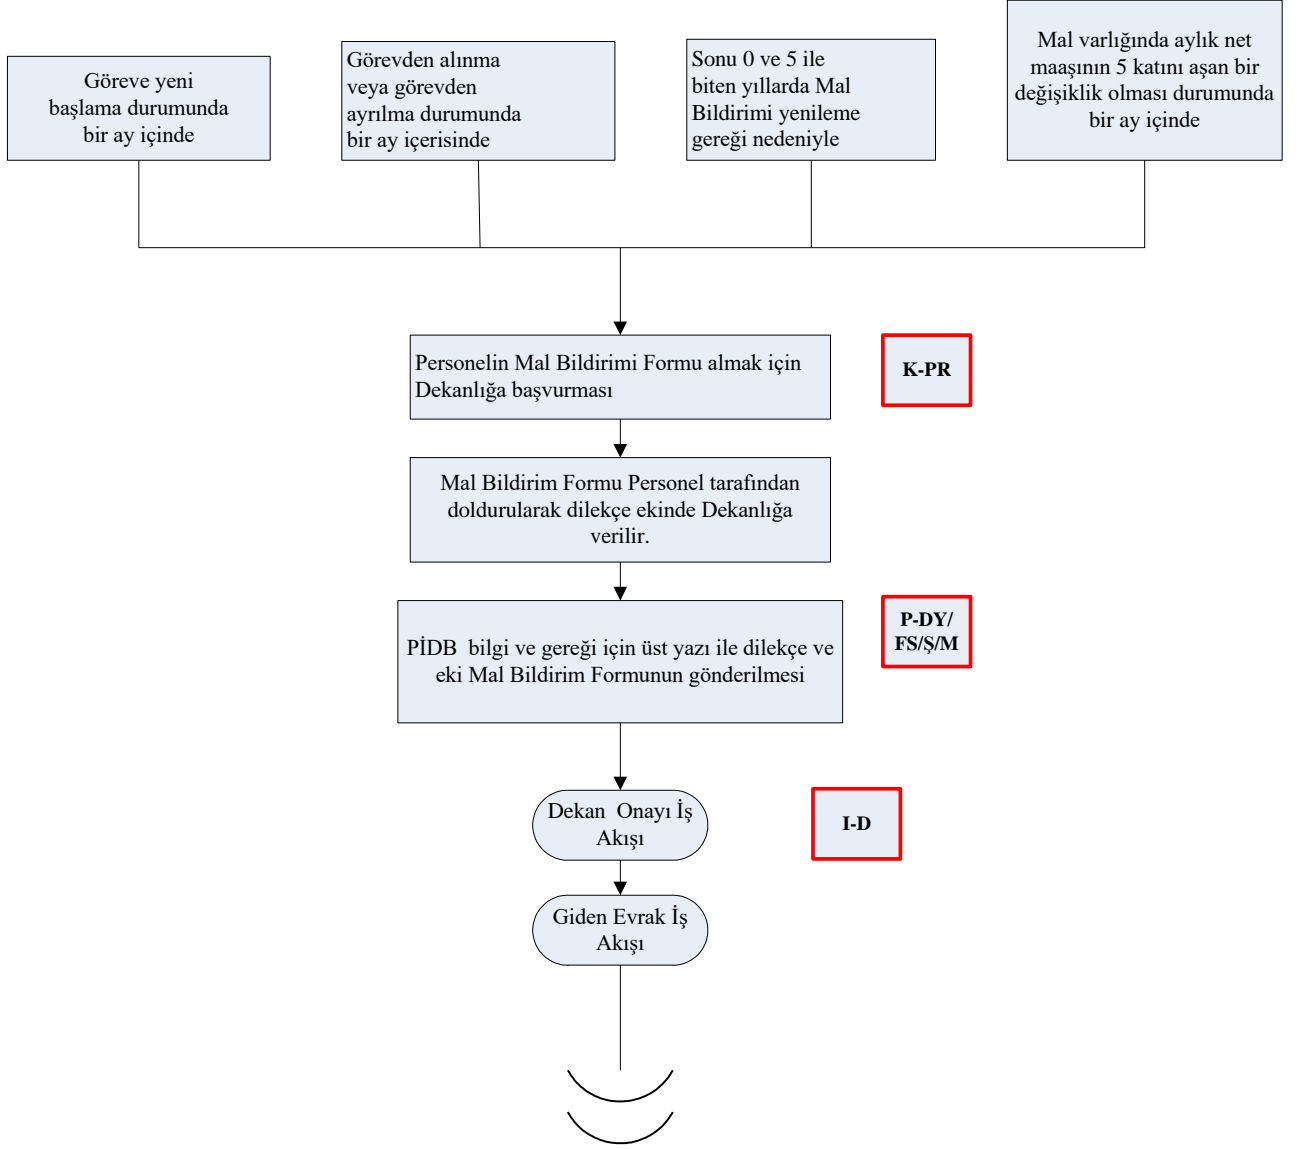 Göreve yeni
başlama durumunda
bir ay içinde
Görevden alınma
veya görevden
ayrılma durumunda
bir ay içerisinde
Sonu 0 ve 5 ile
biten yıllarda Mal
Bildirimi yenileme
gereği nedeniyle
Mal varlığında aylık net
maaşının 5 katını aşan bir
değişiklik olması durumunda
bir ay içinde
Personelin Mal Bildirimi Formu almak için
Dekanlığa başvurması
K-PR
Mal Bildirim Formu Personel tarafından
doldurularak dilekçe ekinde Dekanlığa
verilir.
PİDB  bilgi ve gereği için üst yazı ile dilekçe ve
eki Mal Bildirim Formunun gönderilmesi
P-DY/
FS/Ş/M
Dekan  Onayı İş
Akışı
I-D
Giden Evrak İş
Akışı